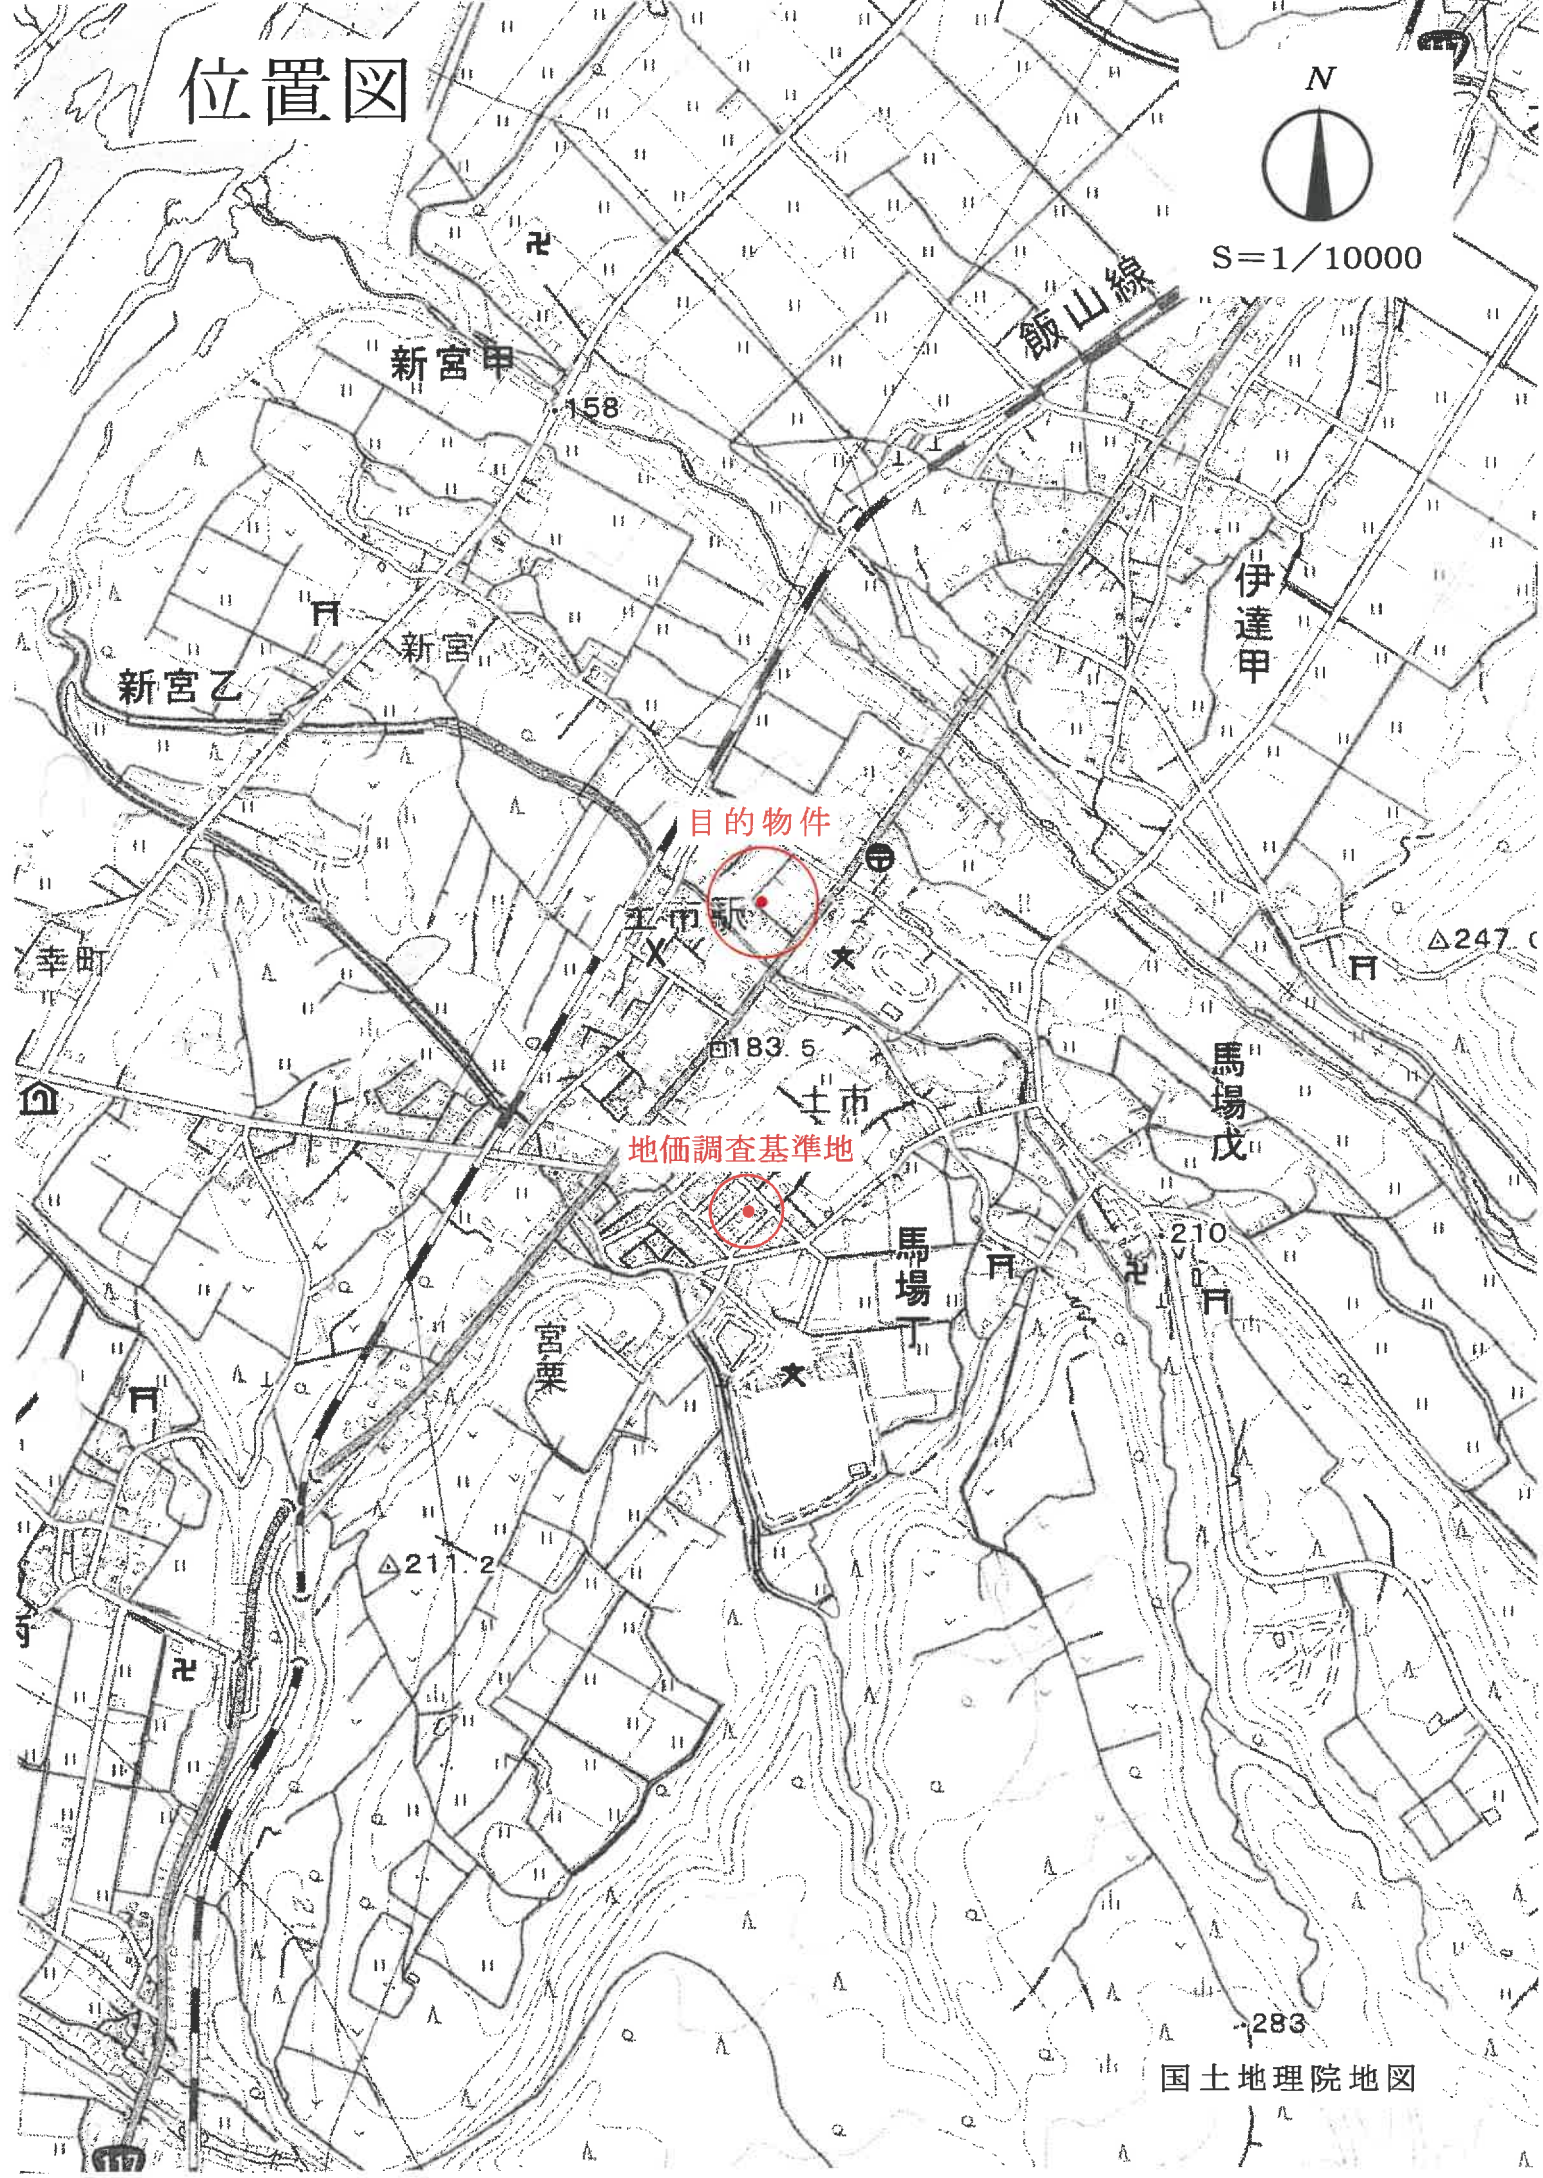 位置図
N
S＝1／10000
飯山線
新宮甲
158
伊達甲
新宮
新宮乙
目的物件
土市駅
幸町
247.0
183.5
土市
馬場戊
地価調査基準地
210
馬場丁
宮栗
211.2
283
国土地理院地図
117